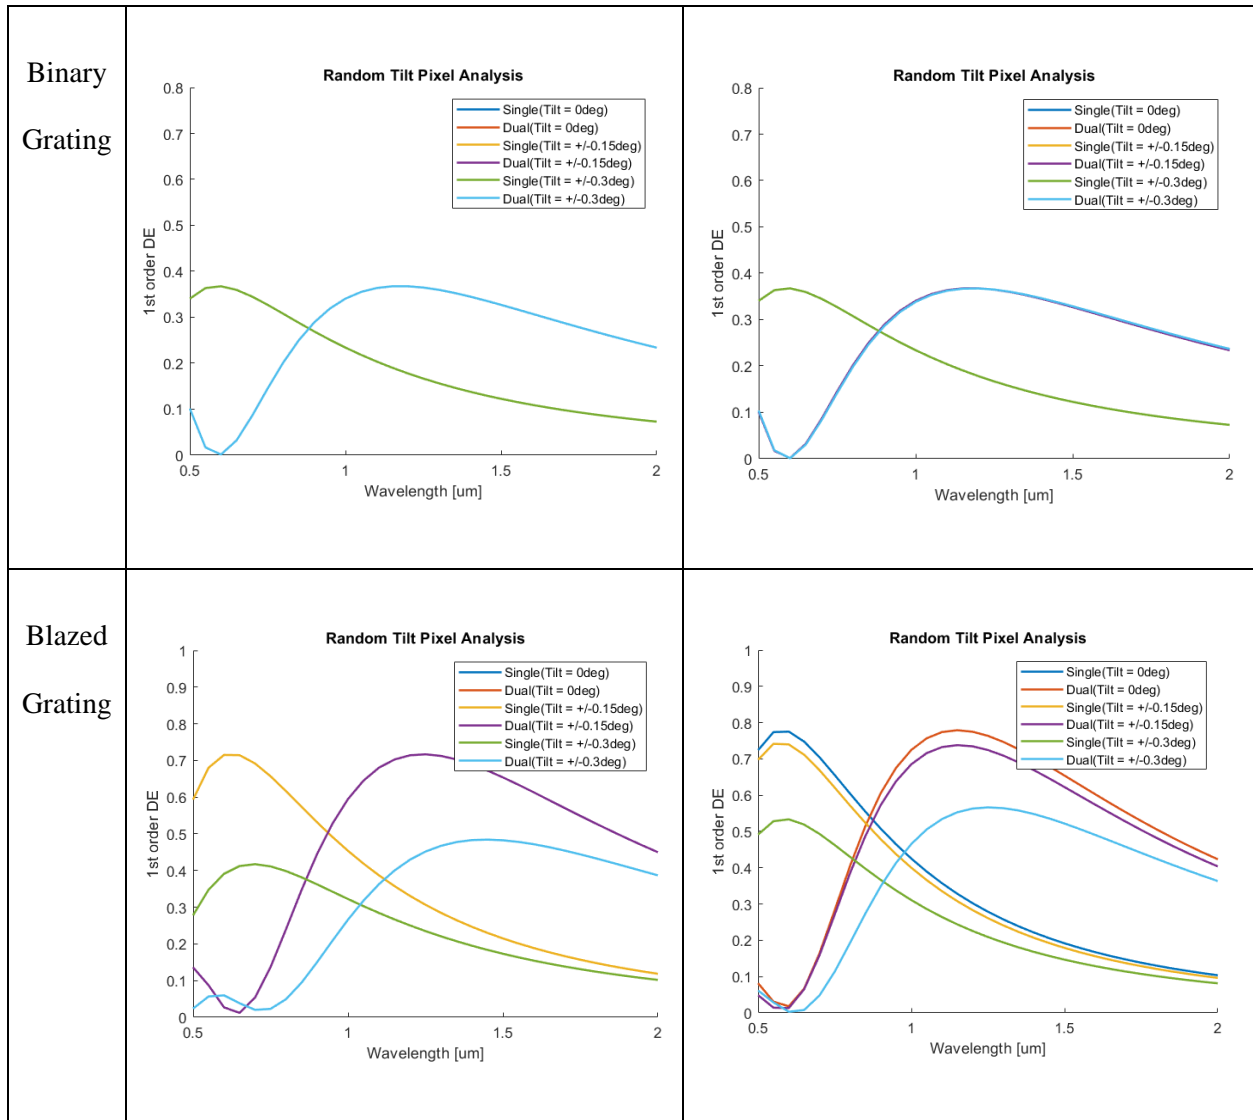 Binary
Grating
Random Tilt Pixel Analysis
1st order DE
0.8
0.7
0.6
0.5
0.4
0.3
0.2
0.1
0
Single(Tilt = 0deg)
Dual(Tilt = 0deg)
Single(Tilt = +/-0.15deg)
Dual(Tilt = +/-0.15deg)
Single(Tilt = +/-0.3deg)
Dual(Tilt = +/-0.3deg)
0.5
1
1.5
2
Wavelength [um]
Random Tilt Pixel Analysis
1st order DE
0.8
0.7
0.6
0.5
0.4
0.3
0.2
0.1
0
Single(Tilt = 0deg)
Dual(Tilt = 0deg)
Single(Tilt = +/-0.15deg)
Dual(Tilt = +/-0.15deg)
Single(Tilt = +/-0.3deg)
Dual(Tilt = +/-0.3deg)
0.5
1
1.5
2
Wavelength [um]
Blazed
Grating
Random Tilt Pixel Analysis
1st order DE
1
0.9
0.8
0.7
0.6
0.5
0.4
0.3
0.2
0.1
0
Single(Tilt = 0deg)
Dual(Tilt = 0deg)
Single(Tilt = +/-0.15deg)
Dual(Tilt = +/-0.15deg)
Single(Tilt = +/-0.3deg)
Dual(Tilt = +/-0.3deg)
0.5
1
1.5
2
Wavelength [um]
Random Tilt Pixel Analysis
1st order DE
1
0.9
0.8
0.7
0.6
0.5
0.4
0.3
0.2
0.1
0
Single(Tilt = 0deg)
Dual(Tilt = 0deg)
Single(Tilt = +/-0.15deg)
Dual(Tilt = +/-0.15deg)
Single(Tilt = +/-0.3deg)
Dual(Tilt = +/-0.3deg)
0.5
1
1.5
2
Wavelength [um]